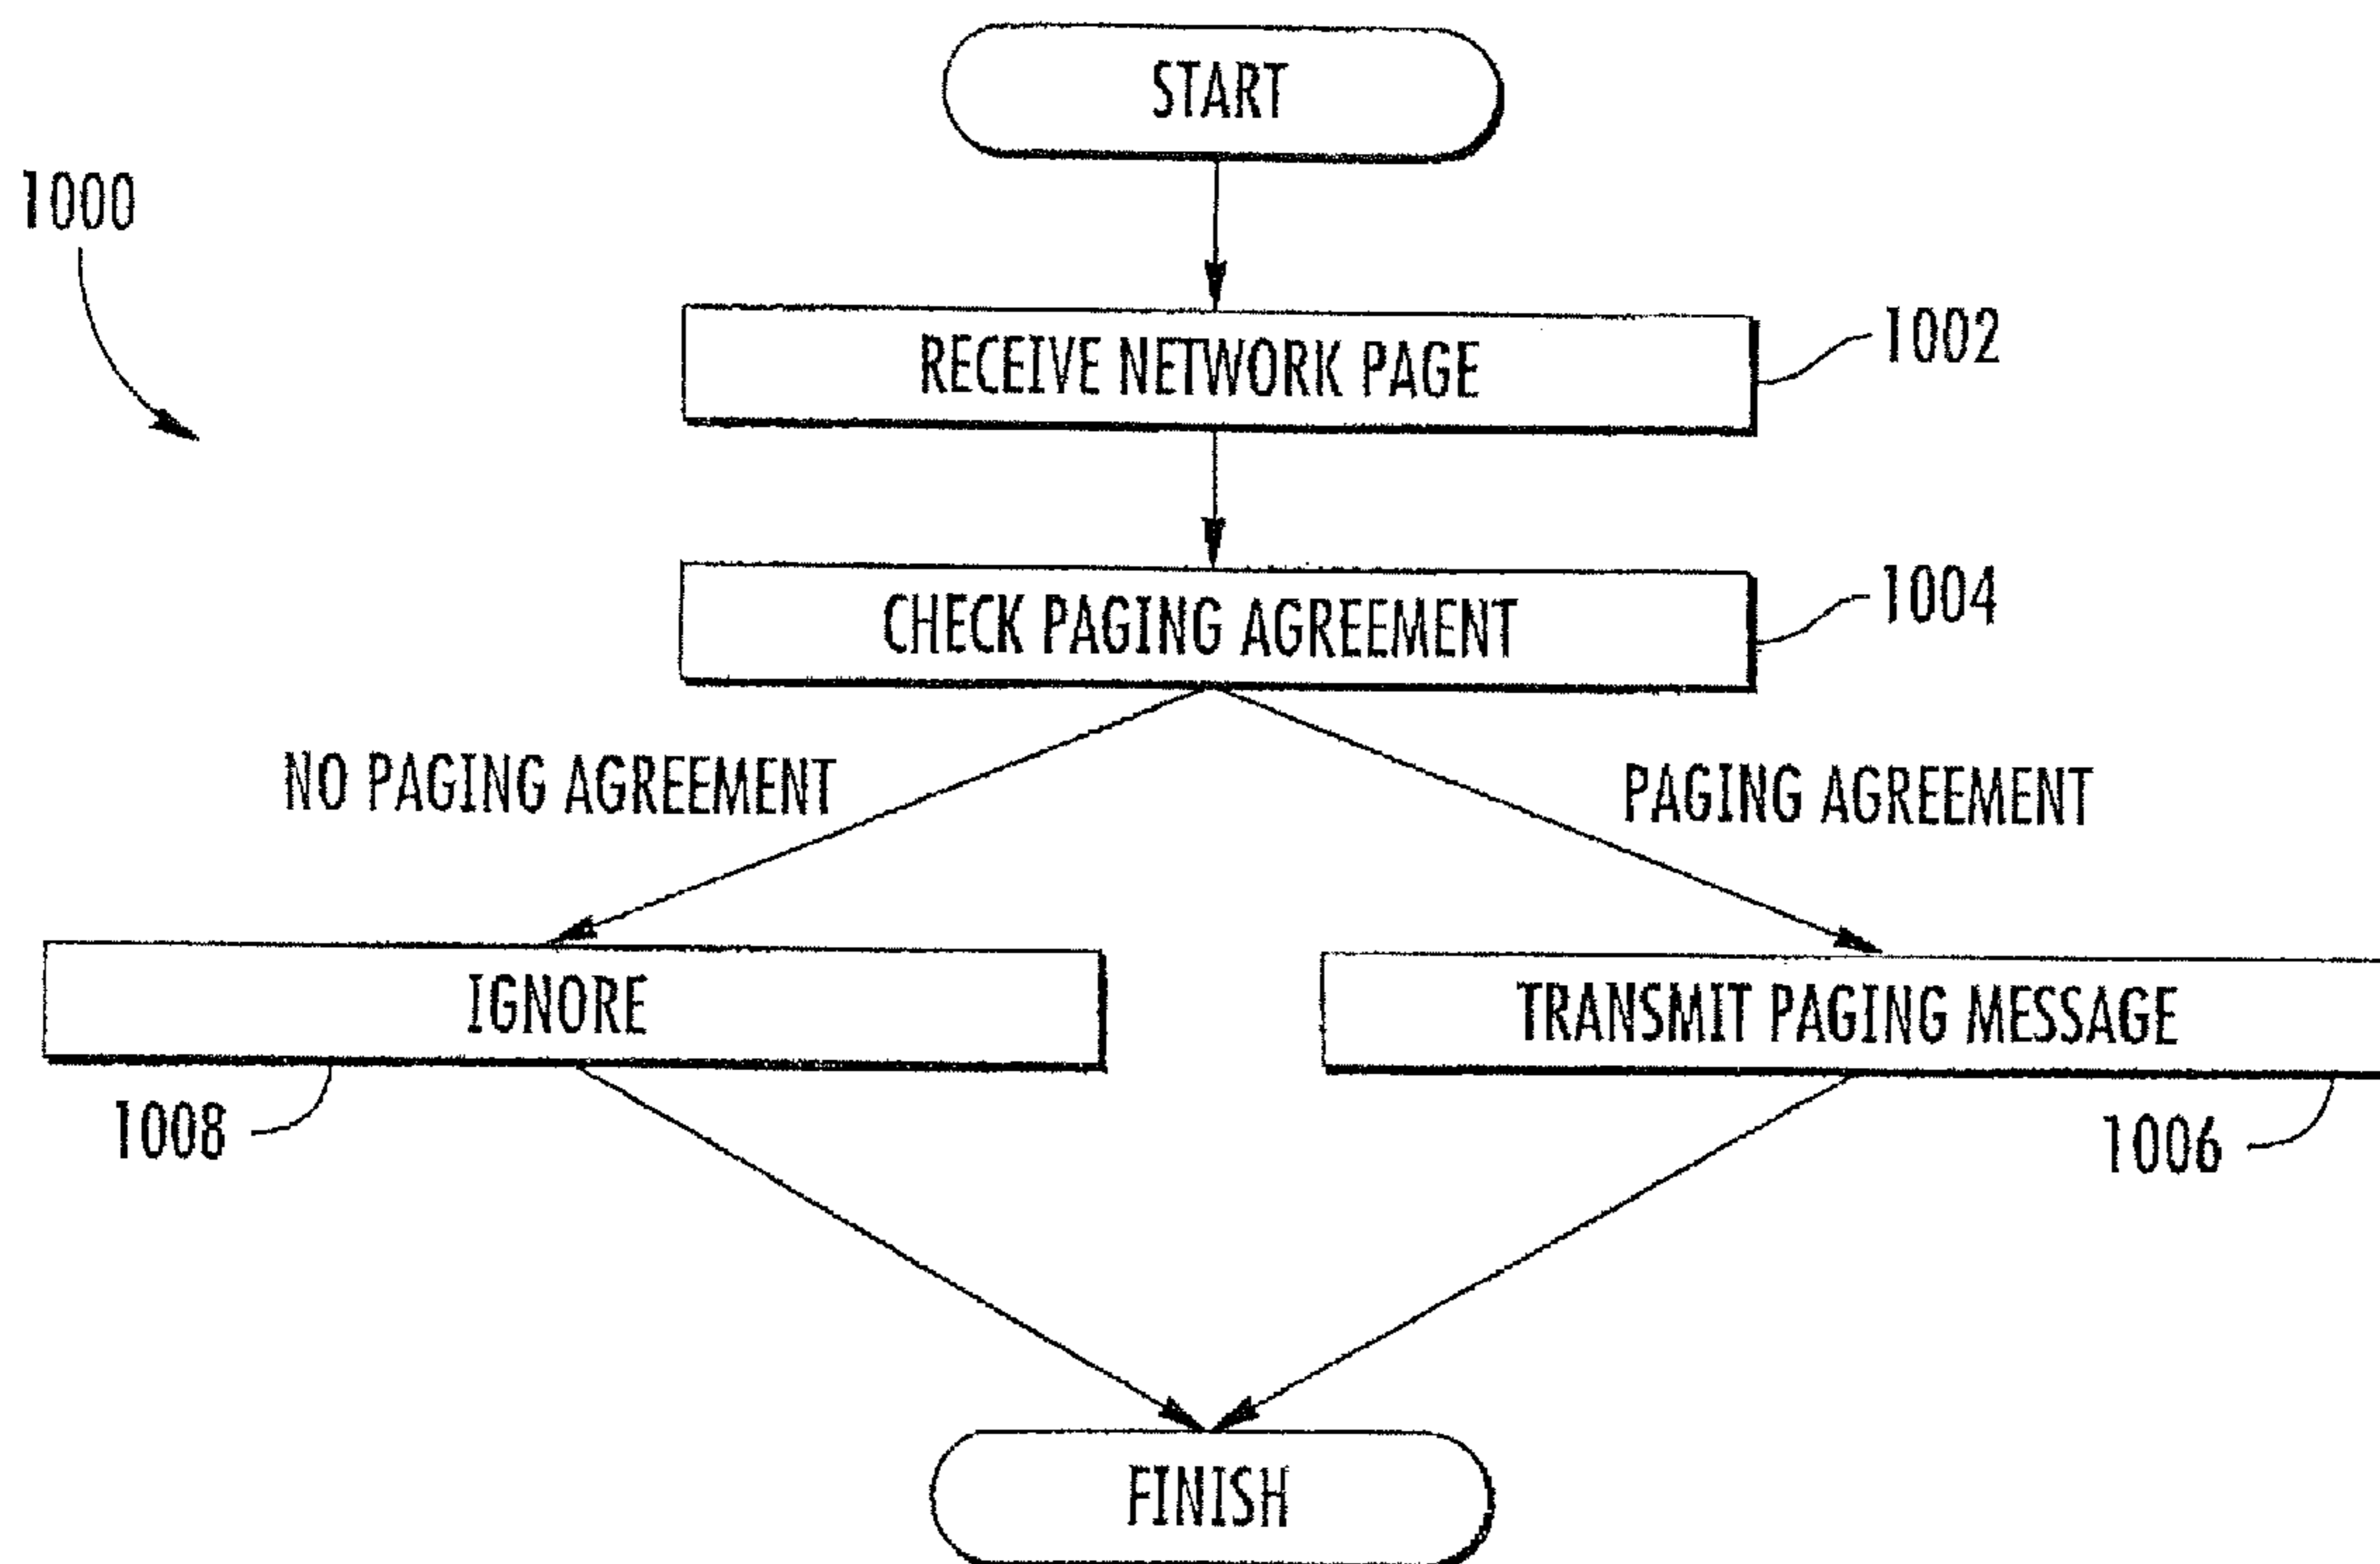 START
1000
RECEIVE NETWORK PAGE
1002
CHECK PAGING AGREEMENT
1004
NO PAGING AGREEMENT
PAGING AGREEMENT
IGNORE
TRANSMIT PAGING MESSAGE
1008
1006
FINISH